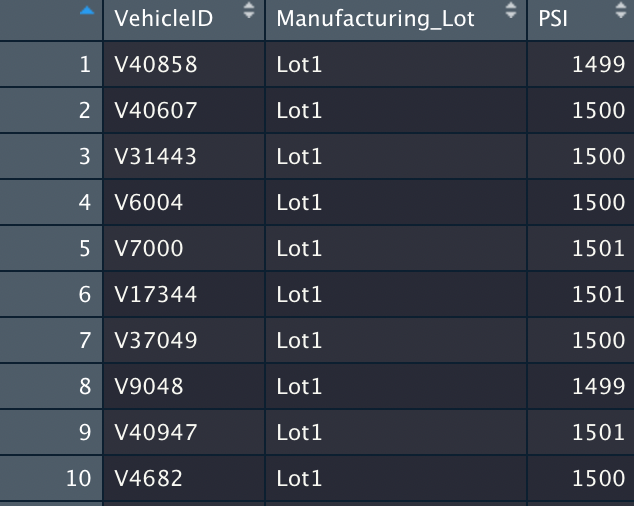 VehicleID Manufacturing_Lot PSI
1 V40858 Lot1 1499
2 V40607 Lot1 1500
3 V31443 Lot1 1500
4 V6004 Lot1 1500
5 V7000 Lot1 1501
6 V17344 Lot1 1501
7 V37049 Lot1 1500
8 V9048 Lot1 1499
9 V40947 Lot1 1501
10 V4682 Lot1 1500